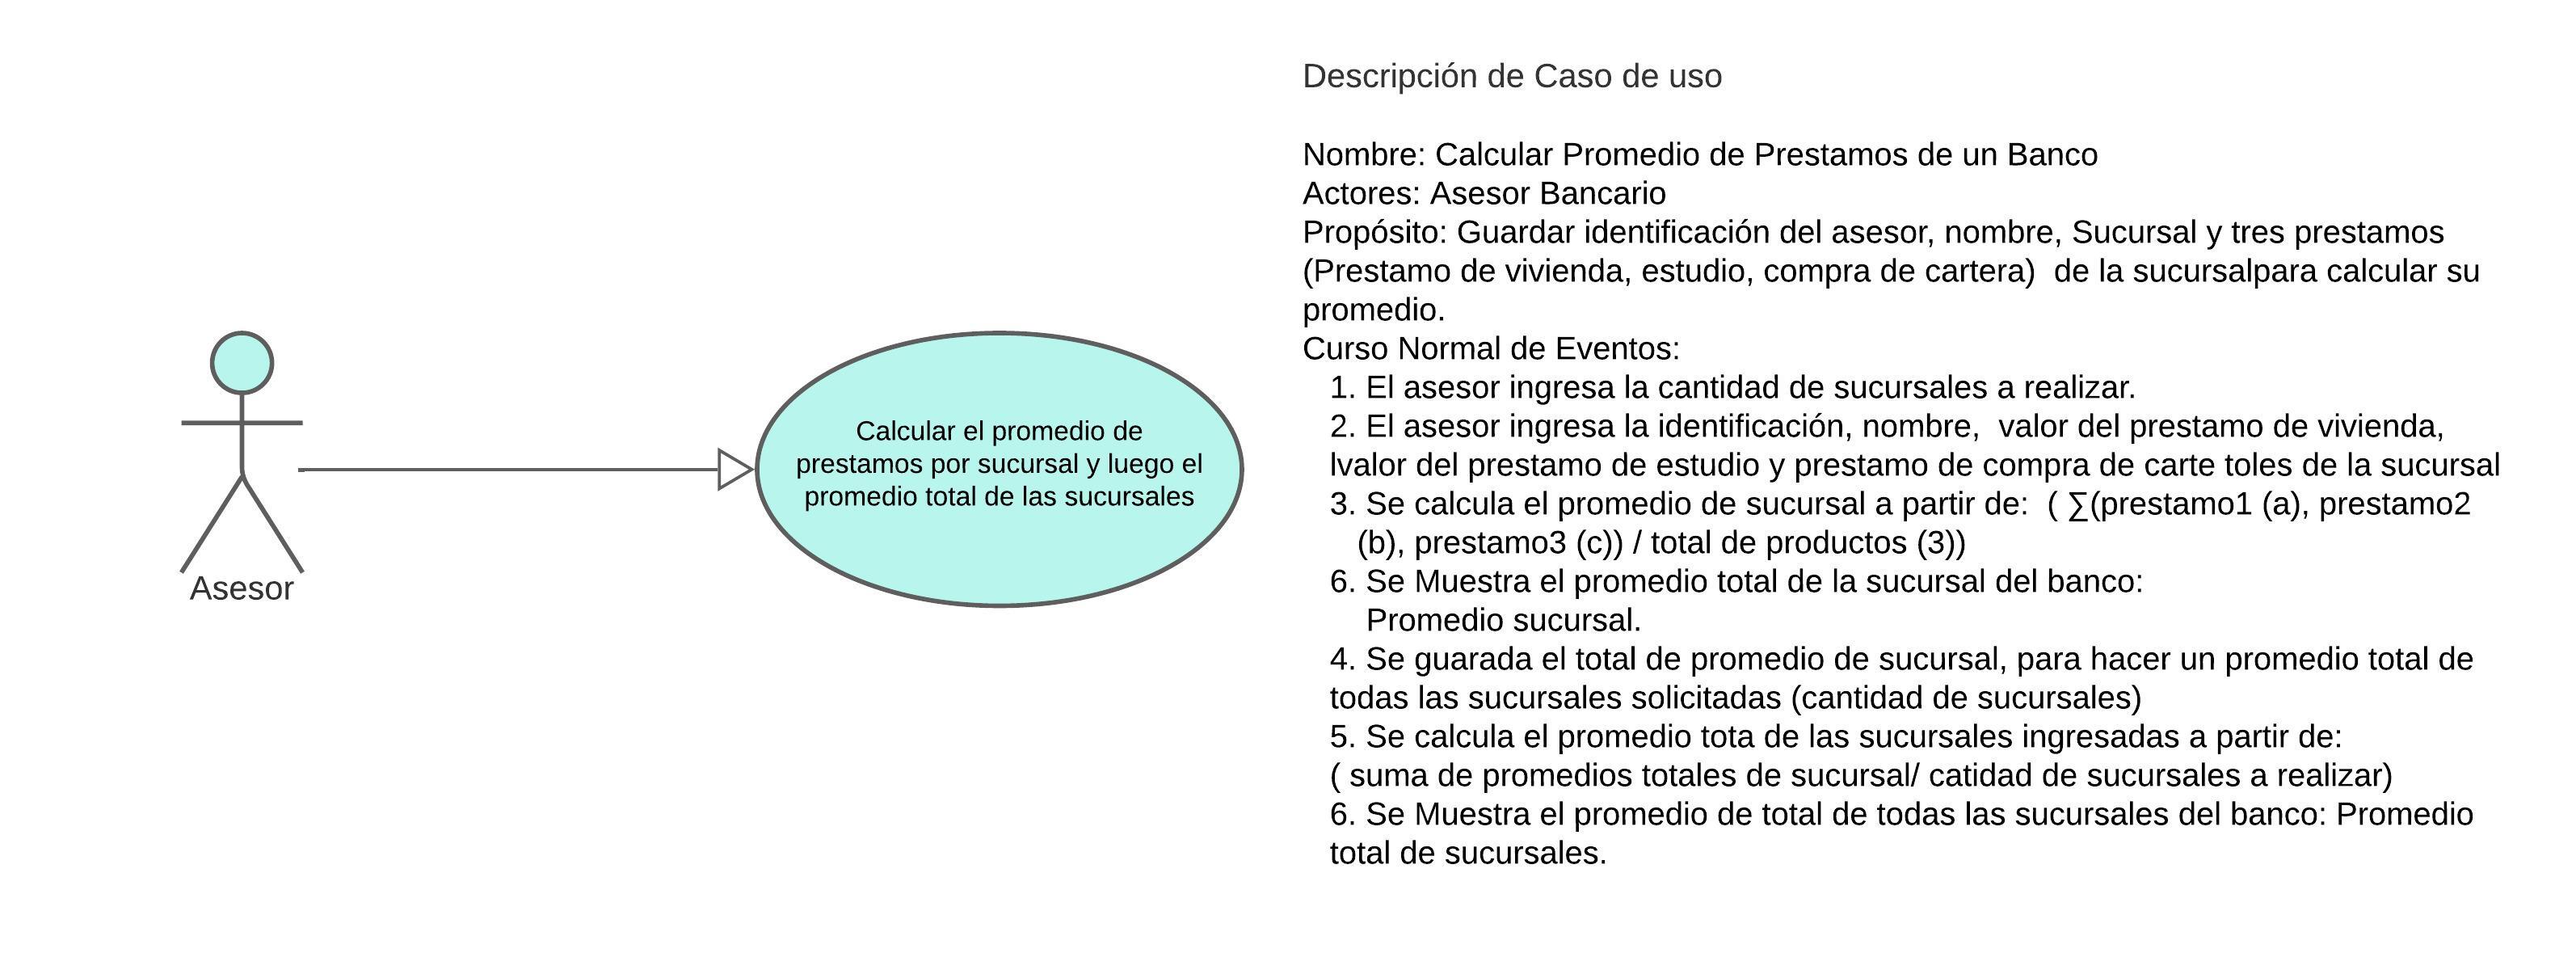 Asesor
Calcular el promedio de
prestamos por sucursal y luego el
promedio total de las sucursales
Descripción de Caso de uso
Nombre: Calcular Promedio de Prestamos de un Banco
Actores: Asesor Bancario
Propósito: Guardar identificación del asesor, nombre, Sucursal y tres prestamos
(Prestamo de vivienda, estudio, compra de cartera)  de la sucursalpara calcular su
promedio.
Curso Normal de Eventos:
1. El asesor ingresa la cantidad de sucursales a realizar.
2. El asesor ingresa la identificación, nombre,  valor del prestamo de vivienda,
lvalor del prestamo de estudio y prestamo de compra de carte toles de la sucursal
3. Se calcula el promedio de sucursal a partir de:  ( ∑(prestamo1 (a), prestamo2
(b), prestamo3 (c)) / total de productos (3))
6. Se Muestra el promedio total de la sucursal del banco:
Promedio sucursal.
4. Se guarada el total de promedio de sucursal, para hacer un promedio total de
todas las sucursales solicitadas (cantidad de sucursales)
5. Se calcula el promedio tota de las sucursales ingresadas a partir de:
( suma de promedios totales de sucursal/ catidad de sucursales a realizar)
6. Se Muestra el promedio de total de todas las sucursales del banco: Promedio
total de sucursales.